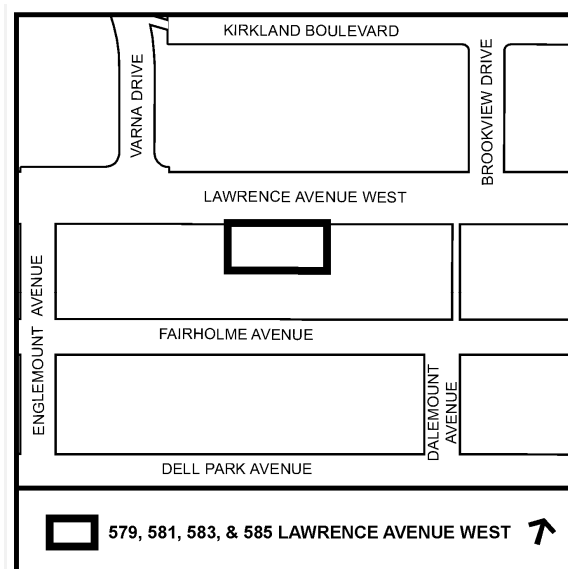 KIRKLAND BOULEVARD
VARNA DRIVE
BROOKVIEW DRIVE
LAWRENCE AVENUE WEST
ENGLEMOUNT AVENUE
FAIRHOLME AVENUE
DALEMOUNT
AVENUE
DELL PARK AVENUE
579, 581, 583, & 585 LAWRENCE AVENUE WEST